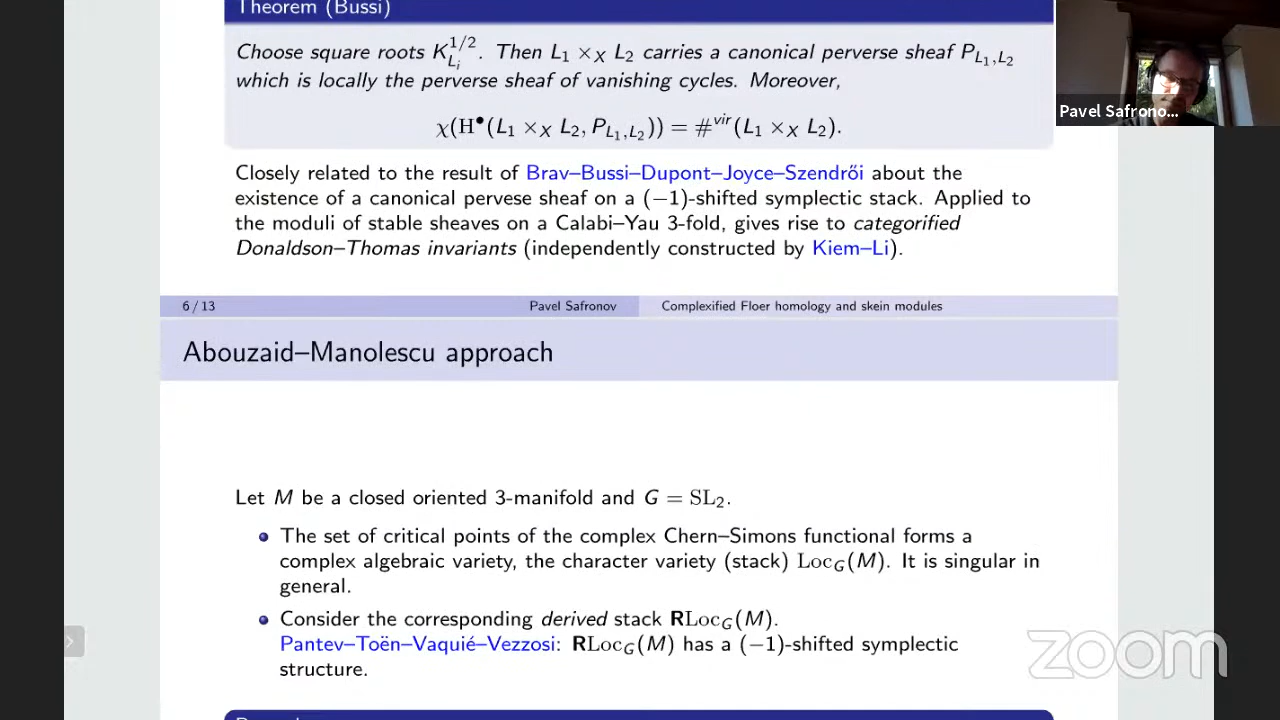 Theorem (Bussi)
Choose square roots K_{L_i}^{1/2}. Then L_1 ×_X L_2 carries a canonical perverse sheaf P_{L_1,L_2}
which is locally the perverse sheaf of vanishing cycles. Moreover,
χ(H^•(L_1 ×_X L_2, P_{L_1,L_2})) = #^{vir}(L_1 ×_X L_2).
Closely related to the result of Brav–Bussi–Dupont–Joyce–Szendrői about the
existence of a canonical pervese sheaf on a (−1)-shifted symplectic stack. Applied to
the moduli of stable sheaves on a Calabi–Yau 3-fold, gives rise to categorified
Donaldson–Thomas invariants (independently constructed by Kiem–Li).
6 / 13 Pavel Safronov Complexified Floer homology and skein modules
Abouzaid–Manolescu approach
Let M be a closed oriented 3-manifold and G = SL_2.
The set of critical points of the complex Chern–Simons functional forms a
complex algebraic variety, the character variety (stack) Loc_G(M). It is singular in
general.
Consider the corresponding derived stack RLoc_G(M).
Pantev–Toën–Vaquié–Vezzosi: RLoc_G(M) has a (−1)-shifted symplectic
structure.
Pavel Safrono...
zoom